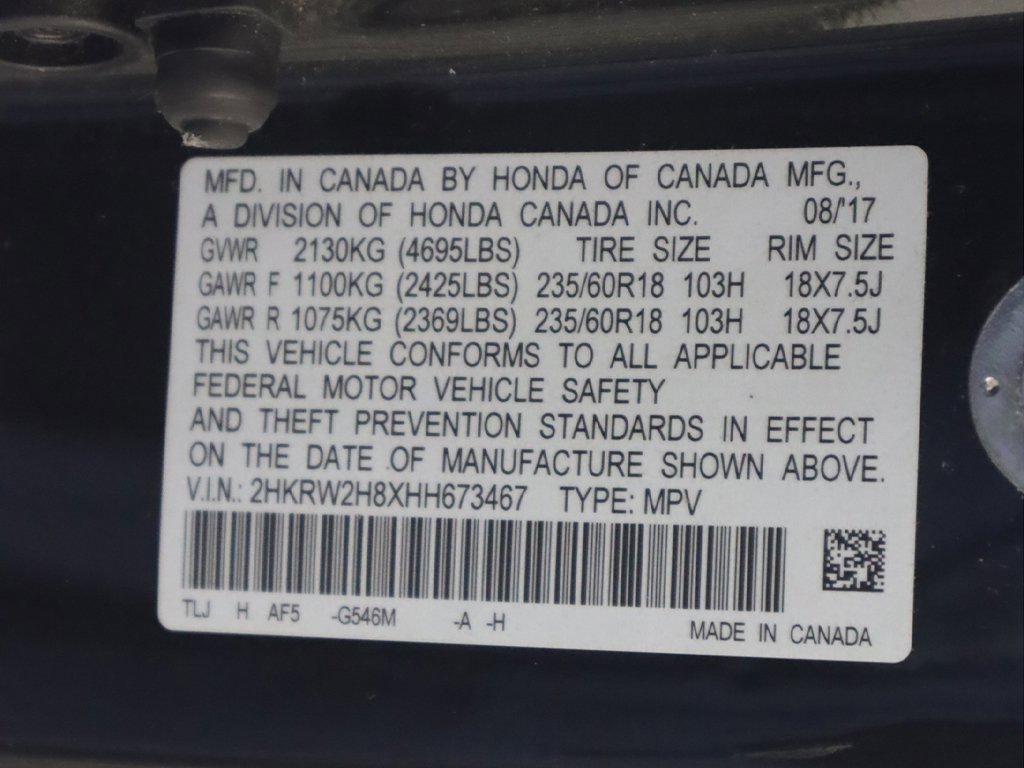 MFD. IN CANADA BY HONDA OF CANADA MFG.,
A DIVISION OF HONDA CANADA INC. 08/'17
GVWR 2130KG (4695LBS) TIRE SIZE RIM SIZE
GAWR F 1100KG (2425LBS) 235/60R18 103H 18X7.5J
GAWR R 1075KG (2369LBS) 235/60R18 103H 18X7.5J
THIS VEHICLE CONFORMS TO ALL APPLICABLE
FEDERAL MOTOR VEHICLE SAFETY
AND THEFT PREVENTION STANDARDS IN EFFECT
ON THE DATE OF MANUFACTURE SHOWN ABOVE.
V.I.N.: 2HKRW2H8XHH673467 TYPE: MPV
TLJ H AF5 -G546M -A -H
MADE IN CANADA